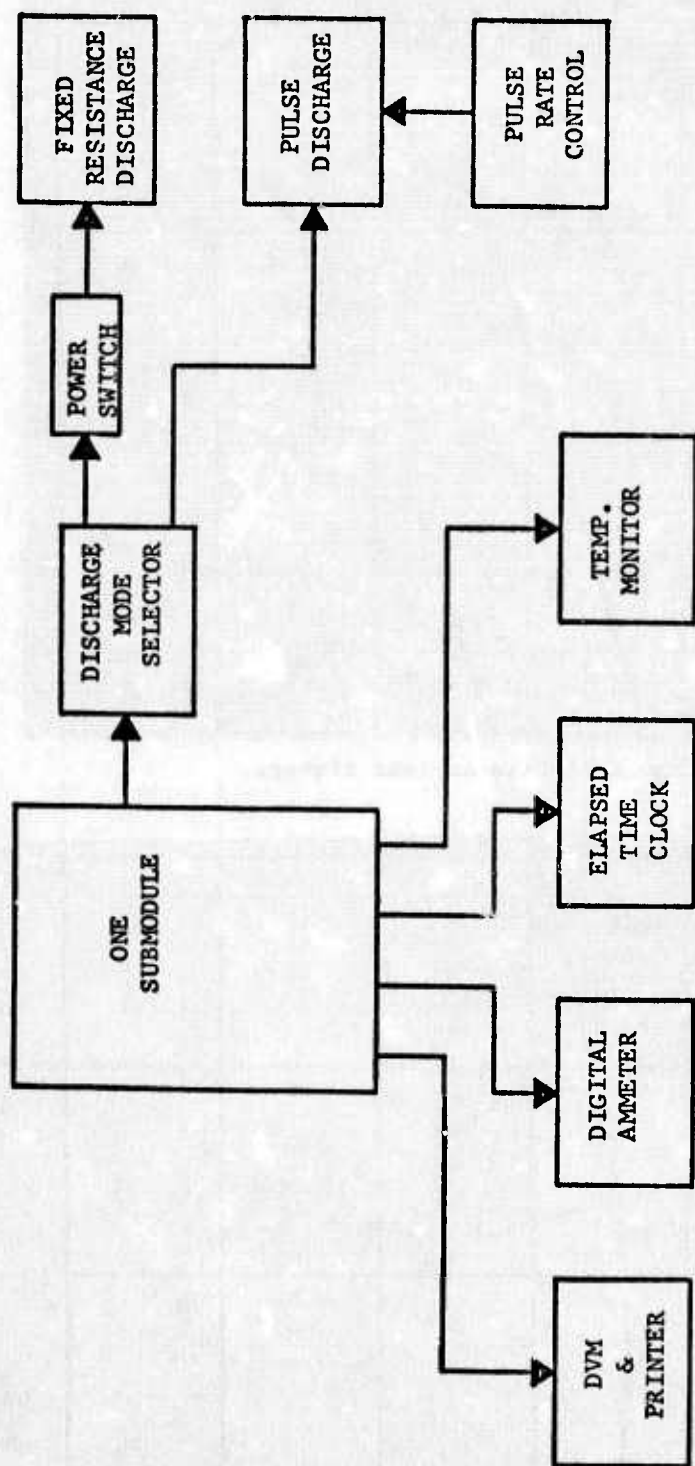 FIXED
RESISTANCE
DISCHARGE
POWER
SWITCH
DISCHARGE
MODE
SELECTOR
ONE
SUBMODULE
PULSE
DISCHARGE
PULSE
RATE
CONTROL
TEMP.
MONITOR
ELAPSED
TIME
CLOCK
DIGITAL
AMMETER
DVM
&
PRINTER